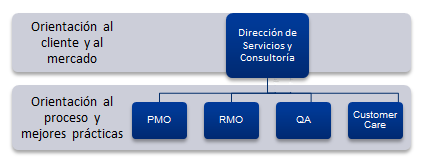 Orientación al
cliente y al
mercado
Dirección de
Servicios y
Consultoría
Orientación al
proceso y
mejores prácticas
PMO
RMO
QA
Customer
Care